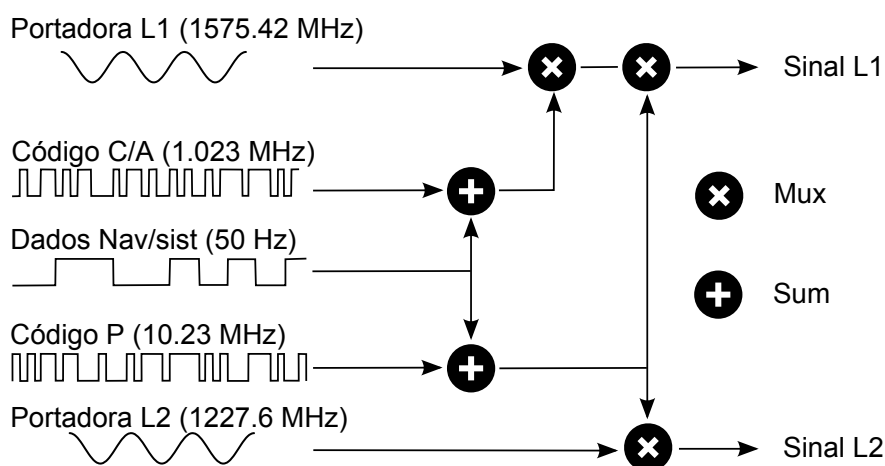 Portadora L1 (1575.42 MHz)
Sinal L1
Código C/A (1.023 MHz)
Mux
Dados Nav/sist (50 Hz)
Sum
Código P (10.23 MHz)
Portadora L2 (1227.6 MHz)
Sinal L2